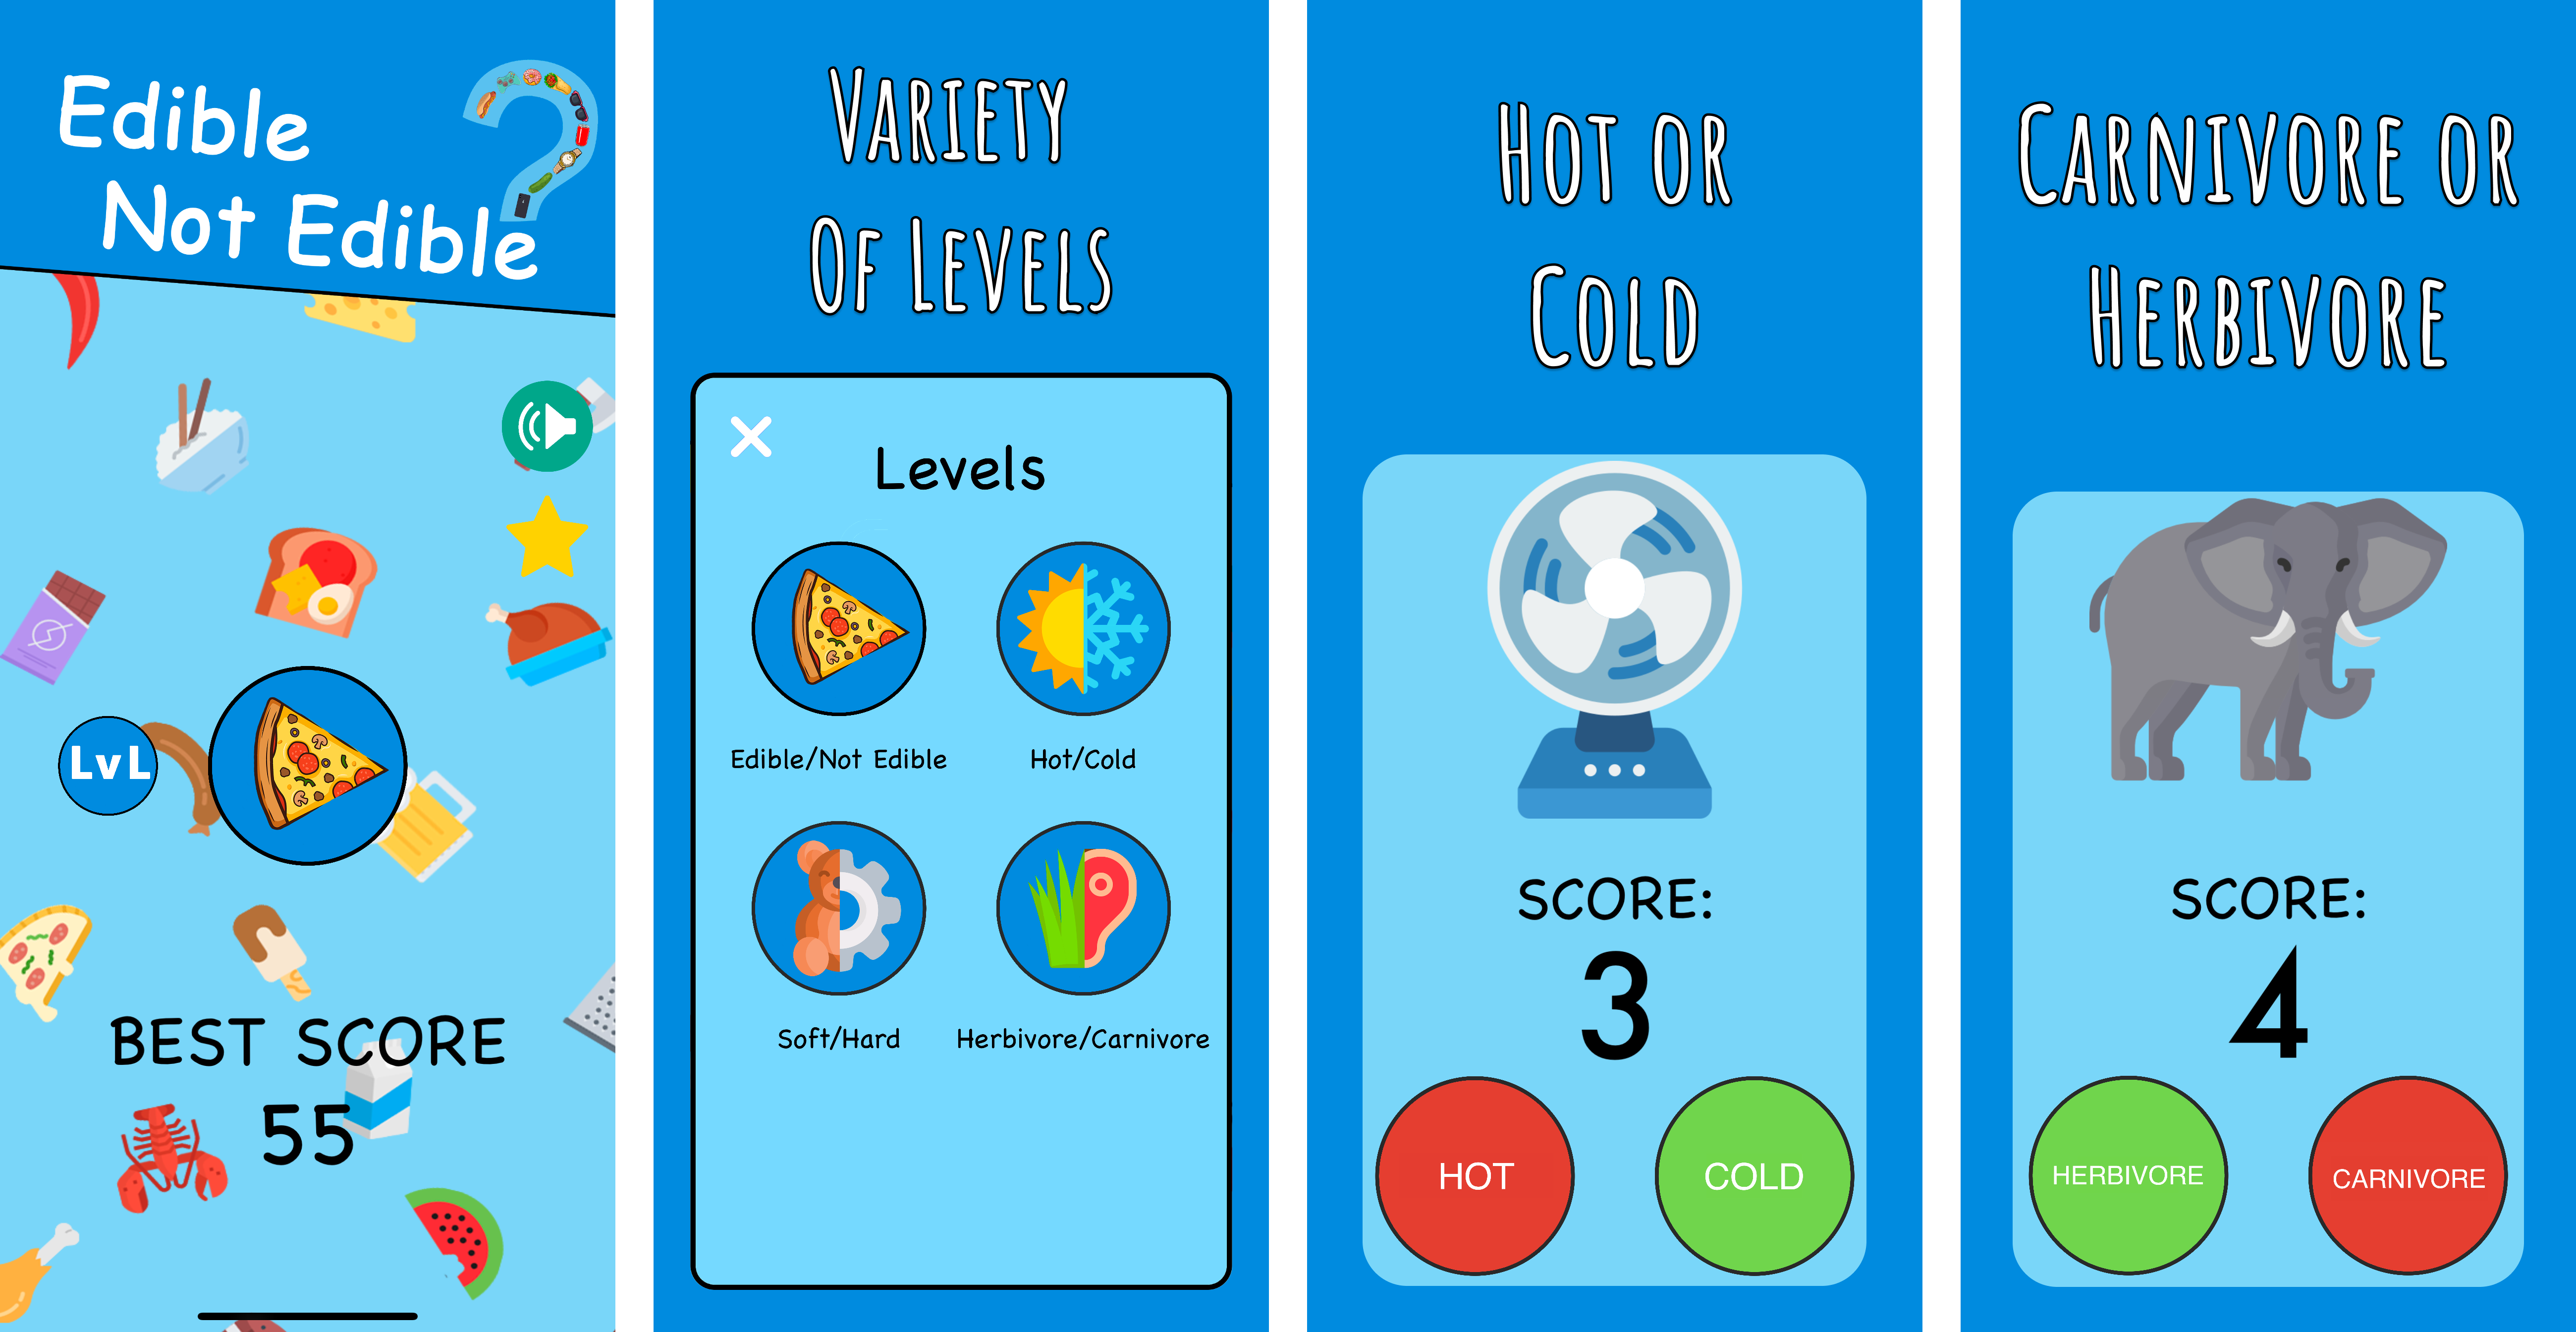 Edible
Not Edible
LvL
BEST SCORE
55
VARIETY
OF LEVELS
Levels
Edible/Not Edible
Hot/Cold
Soft/Hard
Herbivore/Carnivore
HOT OR
COLD
SCORE:
3
HOT
COLD
CARNIVORE OR
HERBIVORE
SCORE:
4
HERBIVORE
CARNIVORE